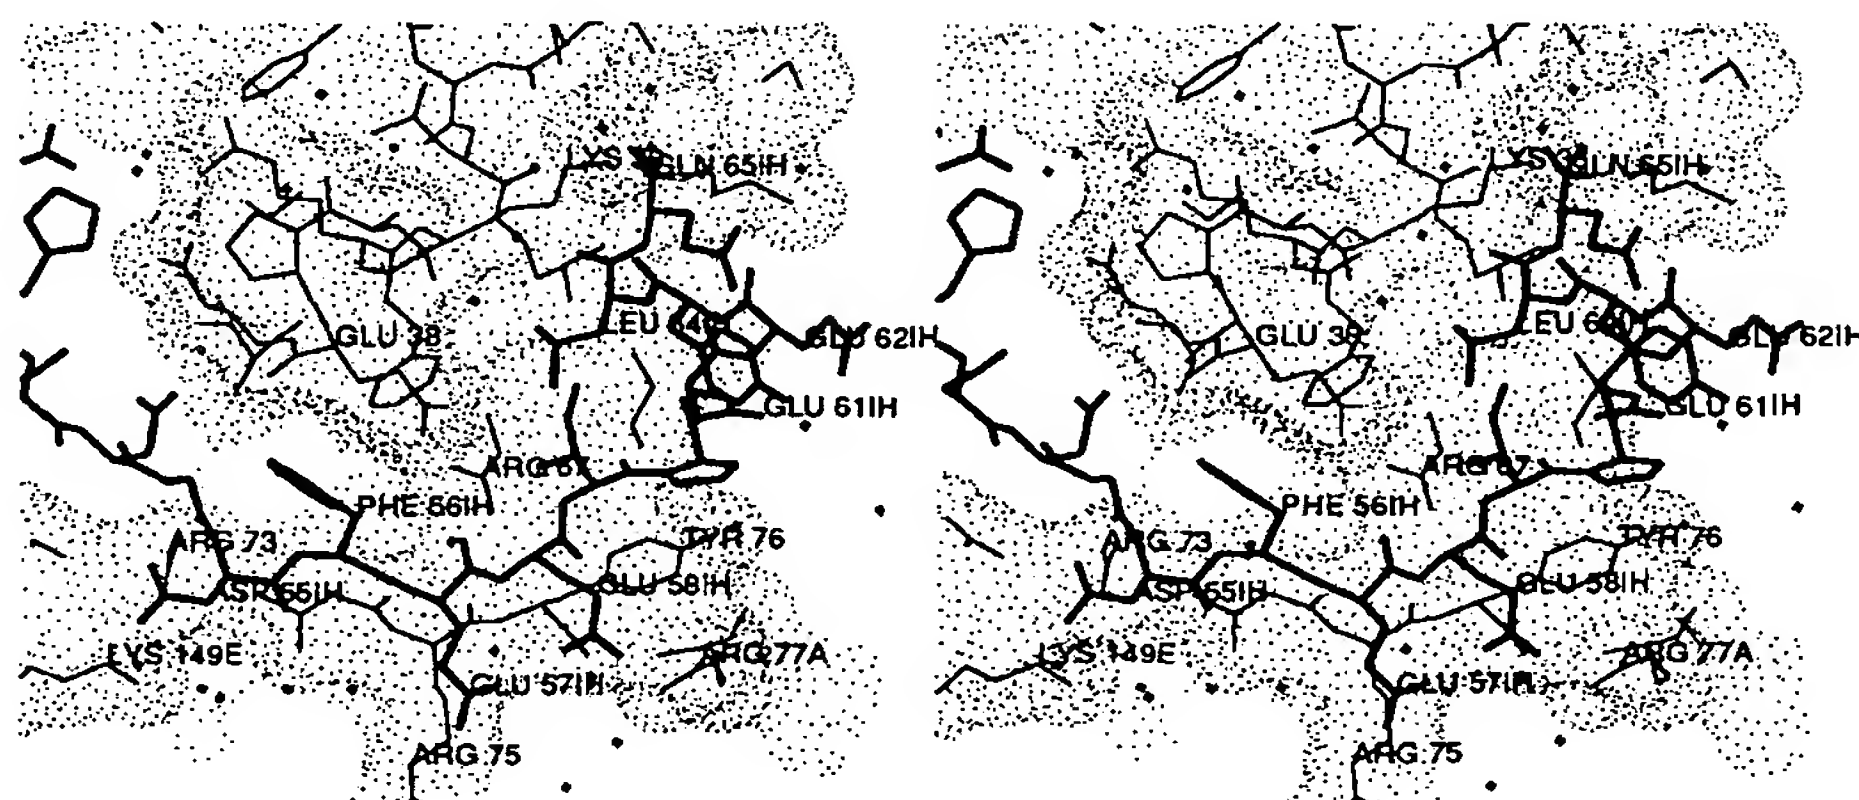 GLN 65IH
GLU 38
LEU
GLU 62IH
GLU 61IH
ARG 67
PHE 56IH
ARG 73
TYR 76
ASP 55IH
GLU 58IH
LYS 149E
ARG 77A
GLU 57IH
ARG 75
LYS
GLN 65IH
GLU 38
LEU
GLU 62IH
GLU 61IH
ARG 67
PHE 56IH
ARG 73
TYR 76
ASP 55IH
GLU 58IH
LYS 149E
ARG 77A
GLU 57IH
ARG 75